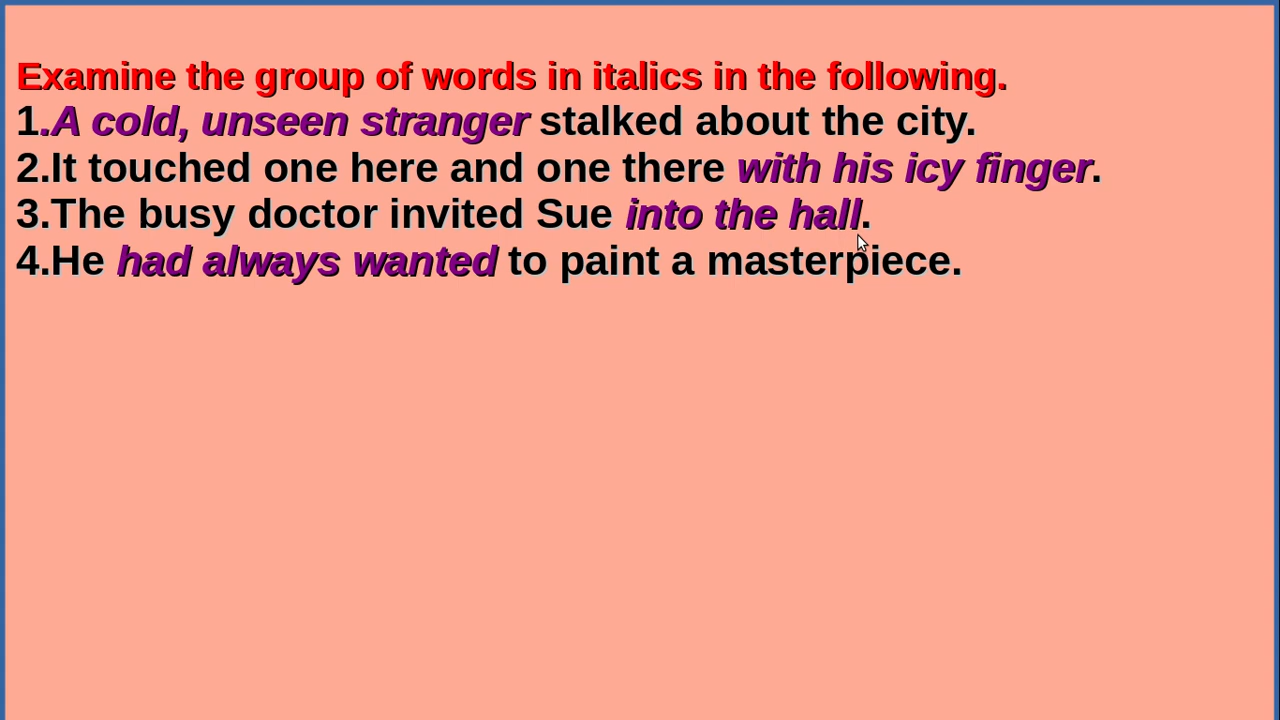 Examine the group of words in italics in the following.
1.A cold, unseen stranger stalked about the city.
2.It touched one here and one there with his icy finger.
3.The busy doctor invited Sue into the hall.
4.He had always wanted to paint a masterpiece.